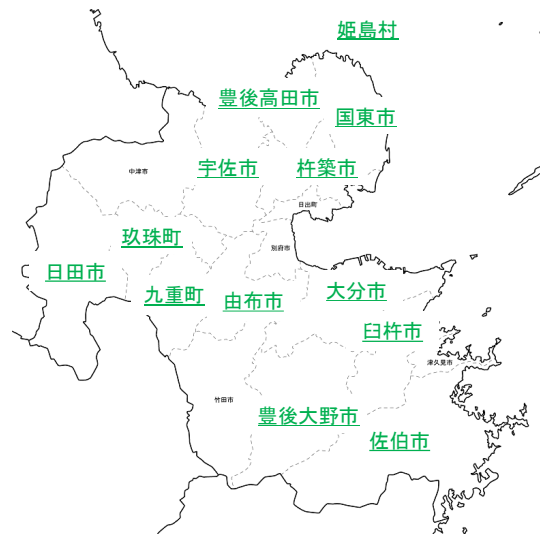 姫島村
豊後高田市
国東市
宇佐市
杵築市
中津市
日出町
玖珠町
別府市
日田市
九重町
由布市
大分市
臼杵市
津久見市
竹田市
豊後大野市
佐伯市